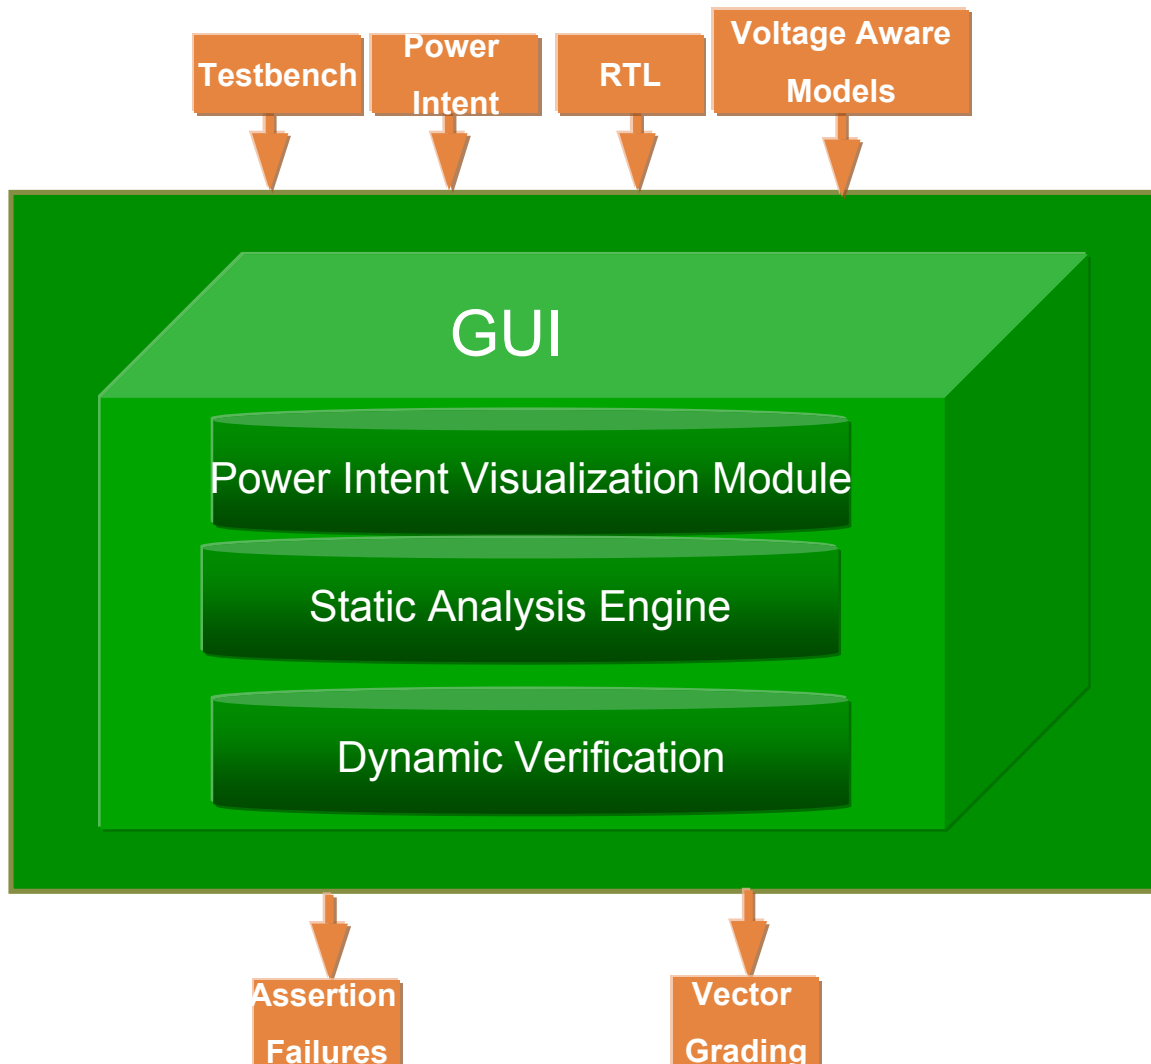 Testbench
Power
Intent
RTL
Voltage Aware
Models
GUI
Power Intent Visualization Module
Static Analysis Engine
Dynamic Verification
Assertion
Failures
Vector
Grading